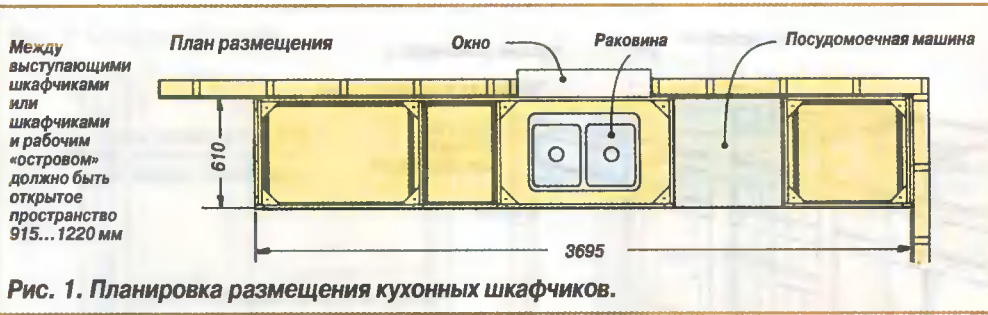 Между
выступающими
шкафчиками
или
шкафчиками
и рабочим
«островом»
должно быть
открытое
пространство
915...1220 мм
План размещения
Окно
Раковина
Посудомоечная машина
610
3695
Рис. 1. Планировка размещения кухонных шкафчиков.